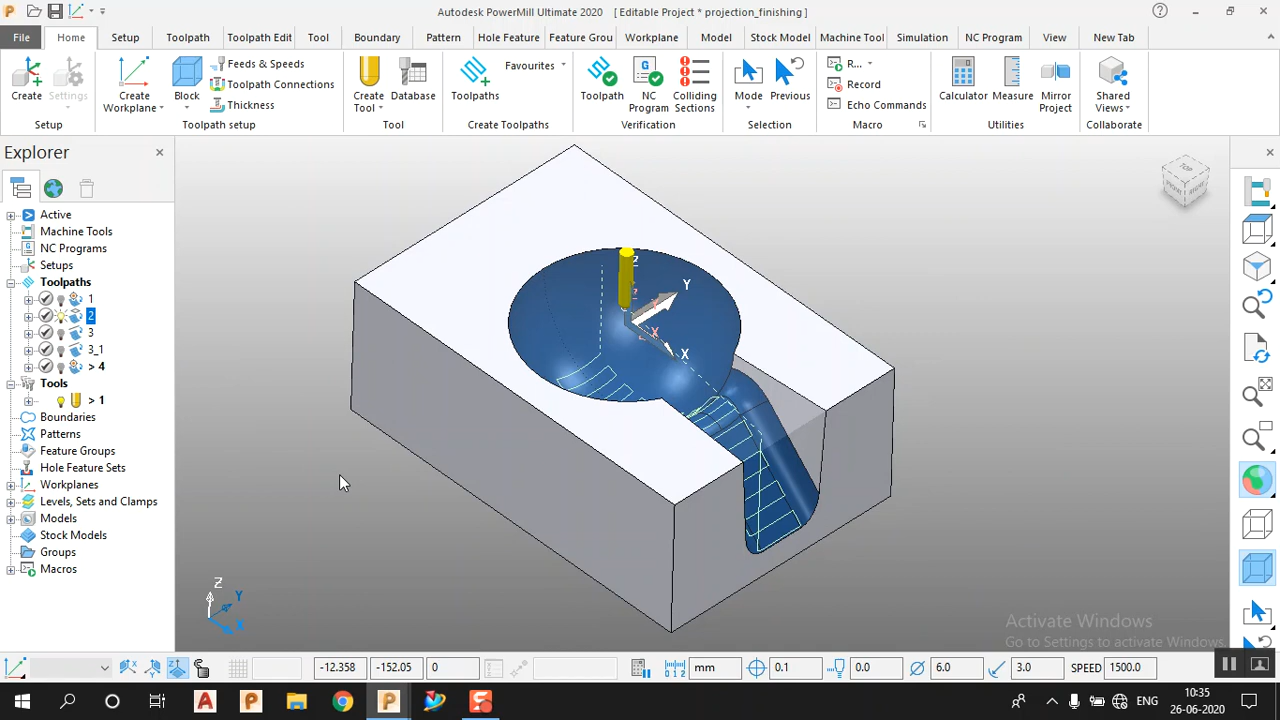 Autodesk PowerMill Ultimate 2020 [ Editable Project * projection_finishing ]
File Home Setup Toolpath Toolpath Edit Tool Boundary Pattern Hole Feature Feature Grou Workplane Model Stock Model Machine Tool Simulation NC Program View New Tab
Create
Settings
Setup
Create
Workplane
Block
Feeds & Speeds
Toolpath Connections
Thickness
Toolpath setup
Create
Tool
Database
Tool
Toolpaths
Favourites
Create Toolpaths
Toolpath
NC
Program
Colliding
Sections
Verification
Mode
Previous
Selection
R...
Record
Echo Commands
Macro
Calculator
Measure
Mirror
Project
Utilities
Shared
Views
Collaborate
Explorer
Active
Machine Tools
NC Programs
Setups
Toolpaths
1
2
3
3_1
> 4
Tools
> 1
Boundaries
Patterns
Feature Groups
Hole Feature Sets
Workplanes
Levels, Sets and Clamps
Models
Stock Models
Groups
Macros
TOP
Z
Y
Z
X
X
Z
Y
X
Activate Windows
Go to Settings to activate Windows.
-12.358 -152.05 0 mm 0.1 0.0 6.0 3.0 SPEED 1500.0
ENG
10:35
26-06-2020